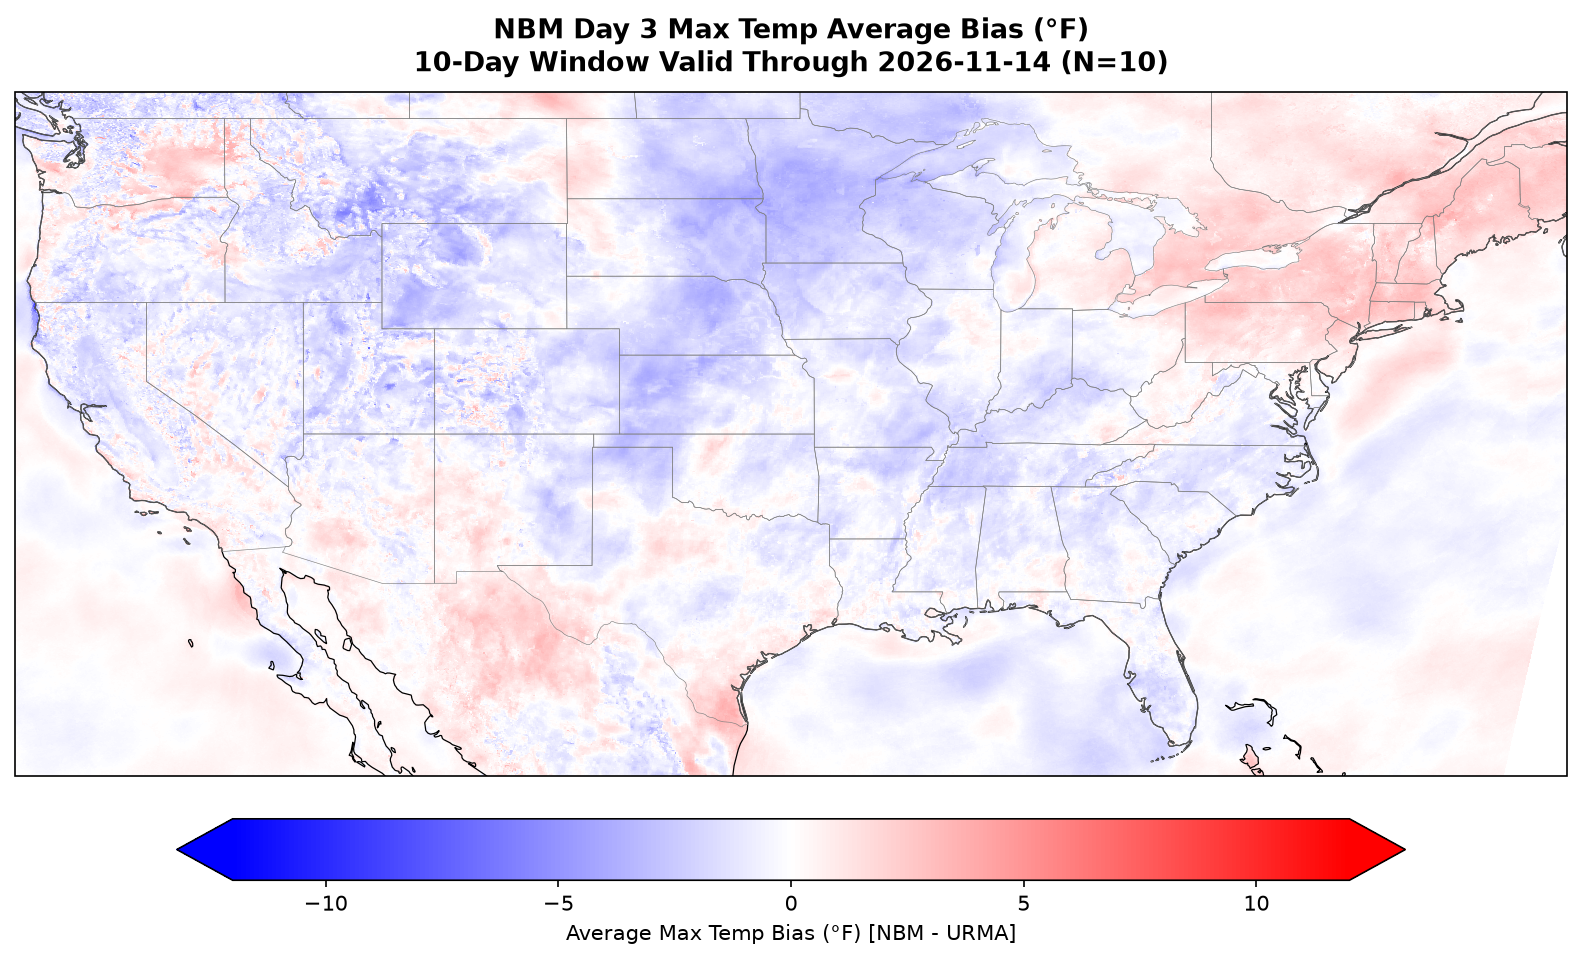 NBM Day 3 Max Temp Average Bias (°F)
10-Day Window Valid Through 2026-11-14 (N=10)
−10 −5 0 5 10
Average Max Temp Bias (°F) [NBM - URMA]